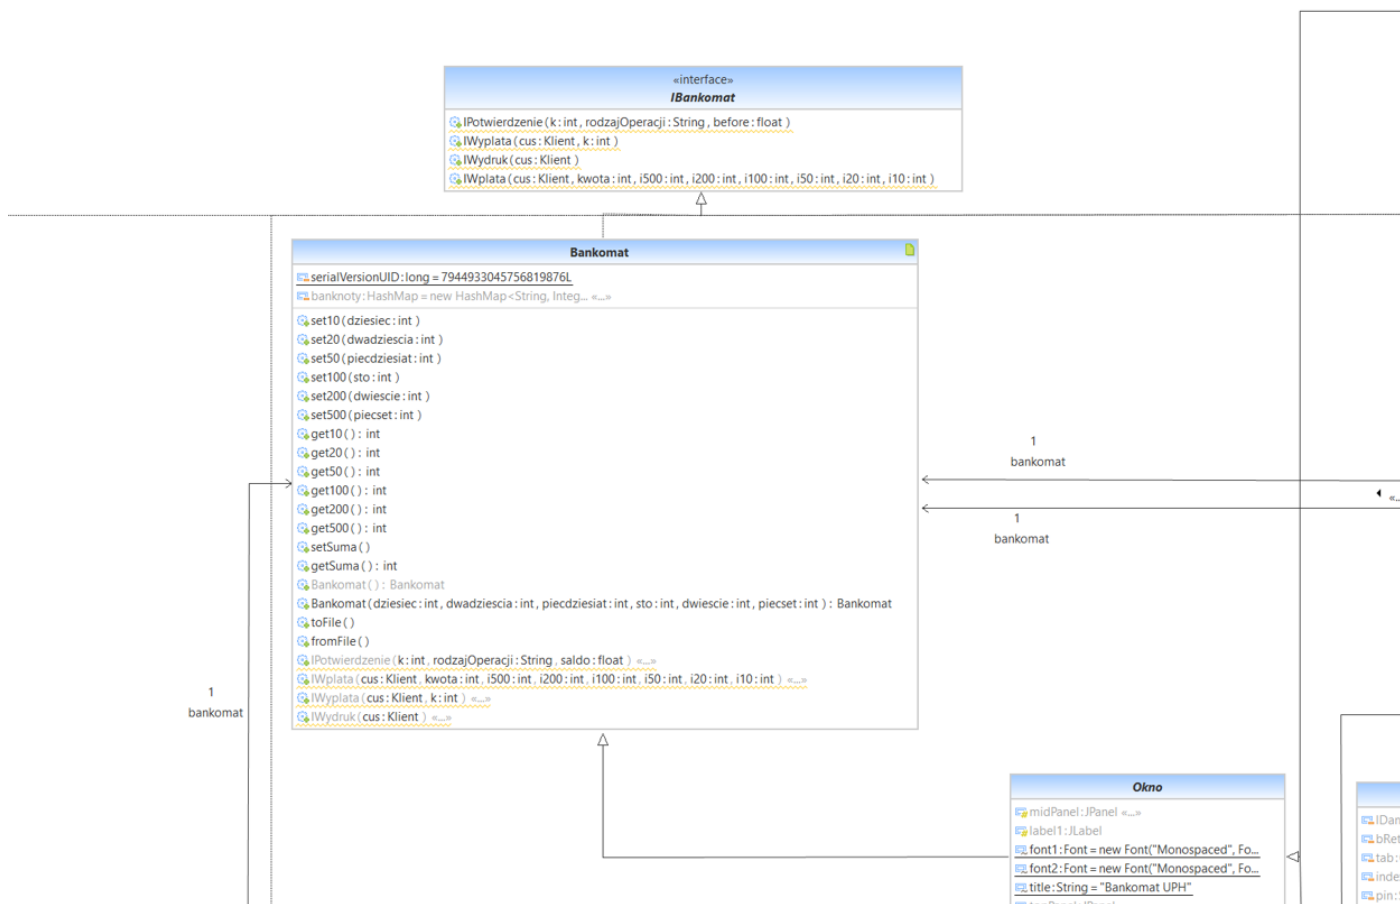 «interface»
IBankomat
IPotwierdzenie ( k : int , rodzajOperacji : String , before : float )
IWyplata ( cus : Klient , k : int )
IWydruk ( cus : Klient )
IWplata ( cus : Klient , kwota : int , i500 : int , i200 : int , i100 : int , i50 : int , i20 : int , i10 : int )
Bankomat
serialVersionUID : long = 7944933045756819876L
banknoty : HashMap = new HashMap<String, Integ... «...»
set10 ( dziesiec : int )
set20 ( dwadziescia : int )
set50 ( piecdziesiat : int )
set100 ( sto : int )
set200 ( dwiescie : int )
set500 ( piecset : int )
get10 ( ) : int
get20 ( ) : int
get50 ( ) : int
get100 ( ) : int
get200 ( ) : int
get500 ( ) : int
setSuma ( )
getSuma ( ) : int
Bankomat ( ) : Bankomat
Bankomat ( dziesiec : int , dwadziescia : int , piecdziesiat : int , sto : int , dwiescie : int , piecset : int ) : Bankomat
toFile ( )
fromFile ( )
IPotwierdzenie ( k : int , rodzajOperacji : String , saldo : float ) «...»
IWplata ( cus : Klient , kwota : int , i500 : int , i200 : int , i100 : int , i50 : int , i20 : int , i10 : int ) «...»
IWyplata ( cus : Klient , k : int ) «...»
IWydruk ( cus : Klient ) «...»
1
bankomat
1
bankomat
«...
1
bankomat
Okno
midPanel : JPanel «...»
label1 : JLabel
font1 : Font = new Font("Monospaced", Fo...
font2 : Font = new Font("Monospaced", Fo...
title : String = "Bankomat UPH"
lDan
bRet
tab :
inde
pin :